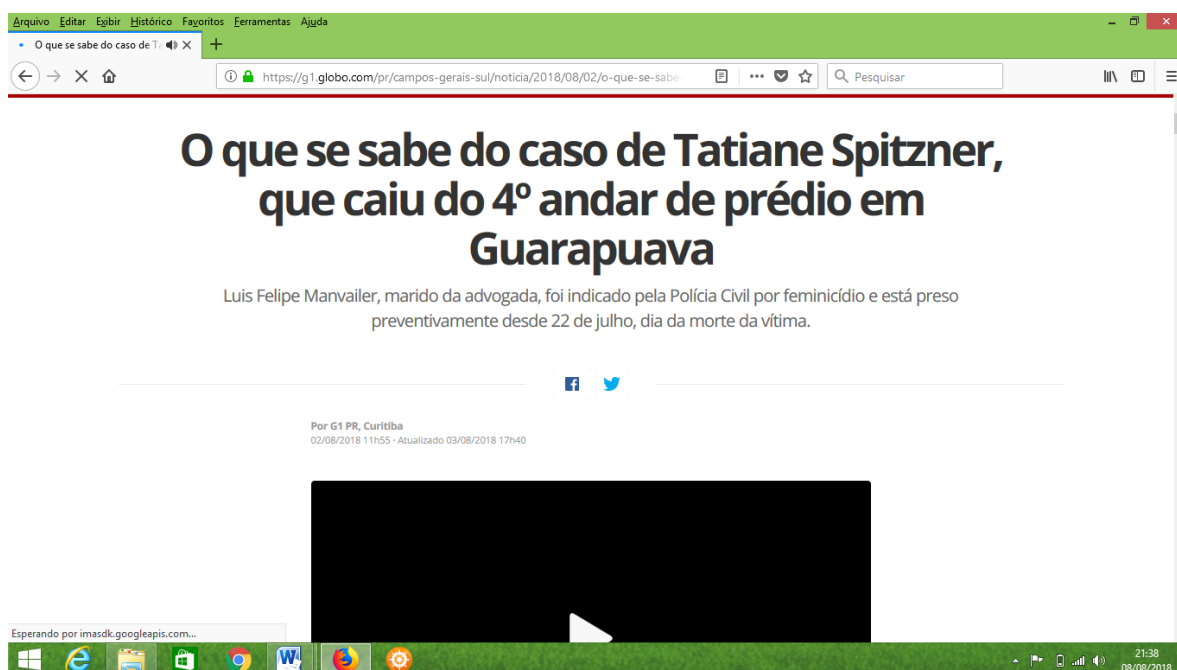 Arquivo Editar Exibir Histórico Favoritos Ferramentas Ajuda
O que se sabe do caso de Ta
https://g1.globo.com/pr/campos-gerais-sul/noticia/2018/08/02/o-que-se-sabe-
Pesquisar
O que se sabe do caso de Tatiane Spitzner,
que caiu do 4º andar de prédio em
Guarapuava
Luis Felipe Manvailer, marido da advogada, foi indicado pela Polícia Civil por feminicídio e está preso
preventivamente desde 22 de julho, dia da morte da vítima.
Por G1 PR, Curitiba
02/08/2018 11h55 · Atualizado 03/08/2018 17h40
Esperando por imasdk.googleapis.com...
21:38
08/08/2018